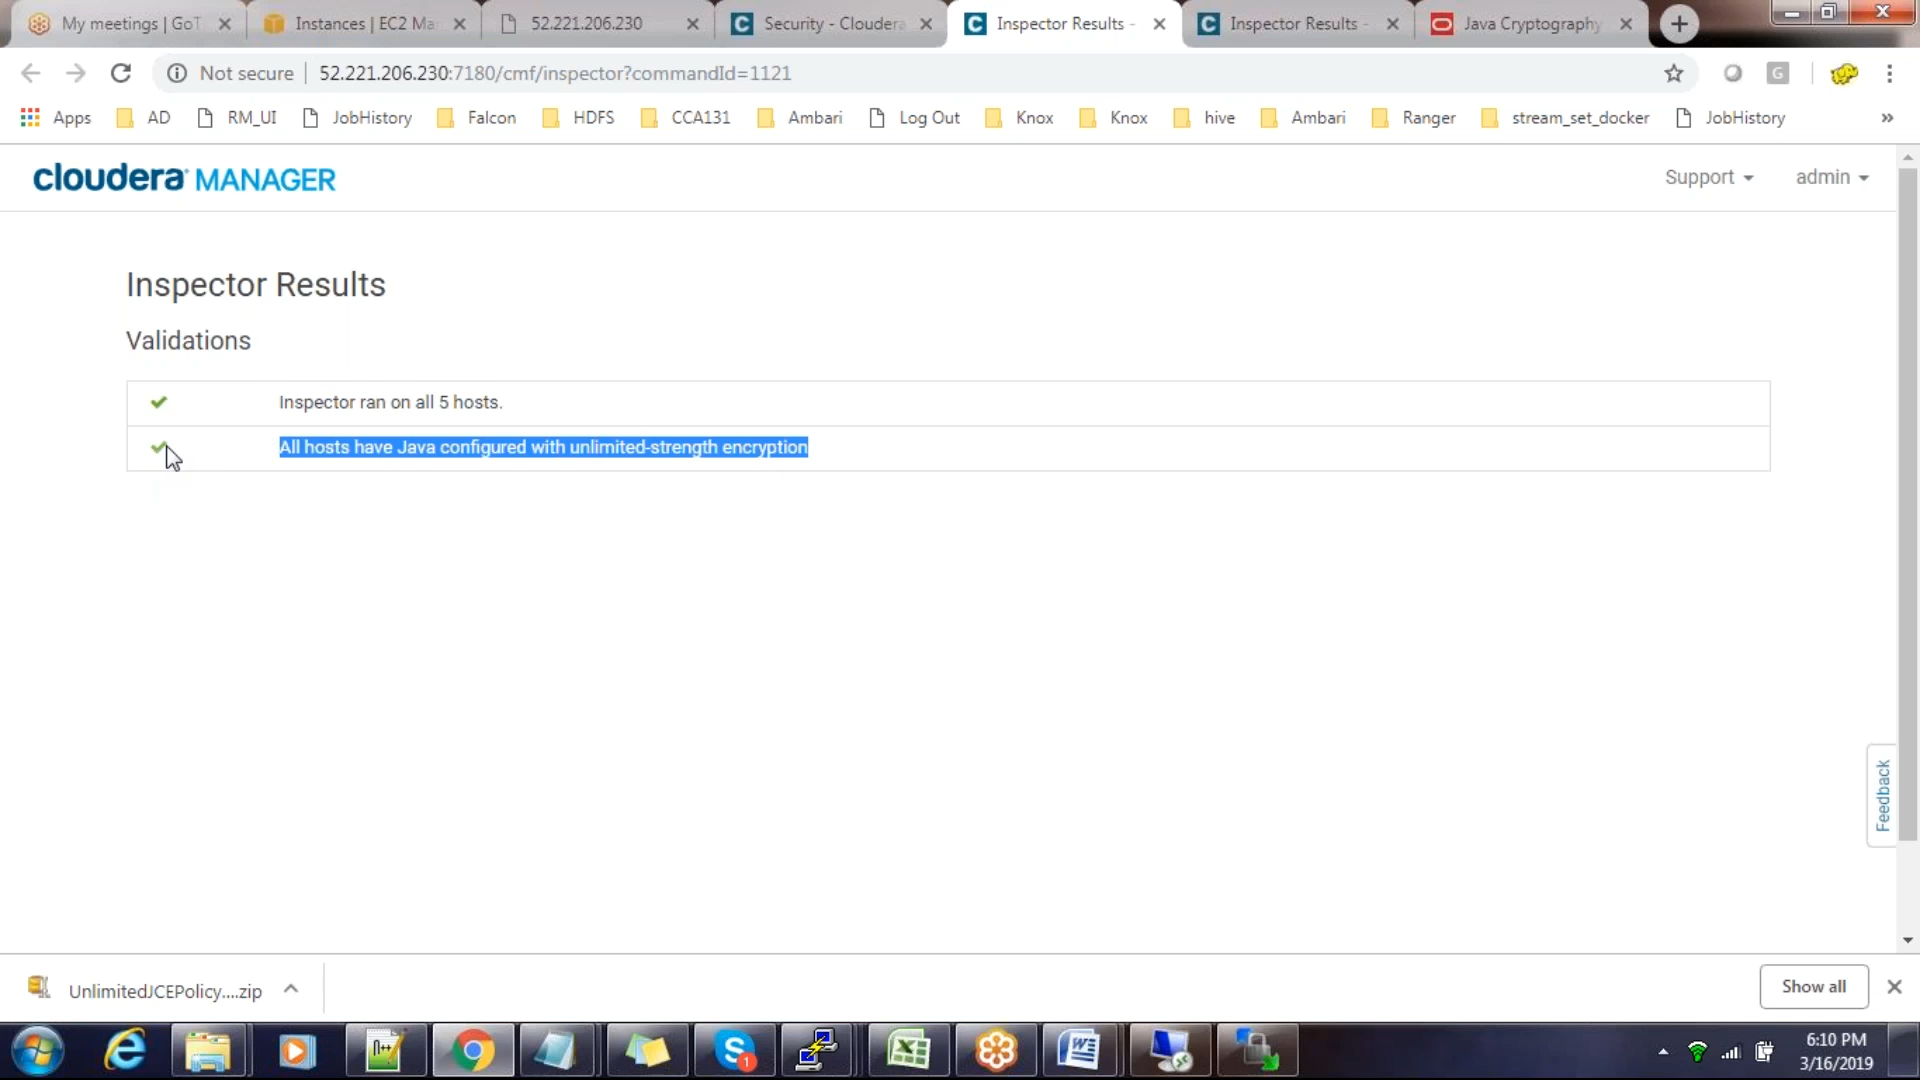 My meetings | GoT
Instances | EC2 Ma
52.221.206.230
Security - Cloudera
Inspector Results -
Inspector Results -
Java Cryptography
Not secure
52.221.206.230:7180/cmf/inspector?commandId=1121
G
Apps
AD
RM_UI
JobHistory
Falcon
HDFS
CCA131
Ambari
Log Out
Knox
Knox
hive
Ambari
Ranger
stream_set_docker
JobHistory
»
cloudera MANAGER
Support
admin
Inspector Results
Validations
Inspector ran on all 5 hosts.
All hosts have Java configured with unlimited-strength encryption
Feedback
UnlimitedJCEPolicy....zip
Show all
6:10 PM
3/16/2019